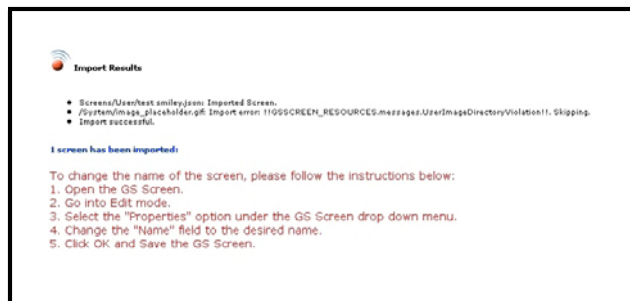 Import Results
Screens/User/test smiley.json: Imported Screen.
/System/image_placeholder.gif: Import error: !!GSSCREEN_RESOURCES.messages.UserImageDirectoryViolation!!. Skipping.
Import successful.
1 screen has been imported:
To change the name of the screen, please follow the instructions below:
1. Open the GS Screen.
2. Go into Edit mode.
3. Select the "Properties" option under the GS Screen drop down menu.
4. Change the "Name" field to the desired name.
5. Click OK and Save the GS Screen.